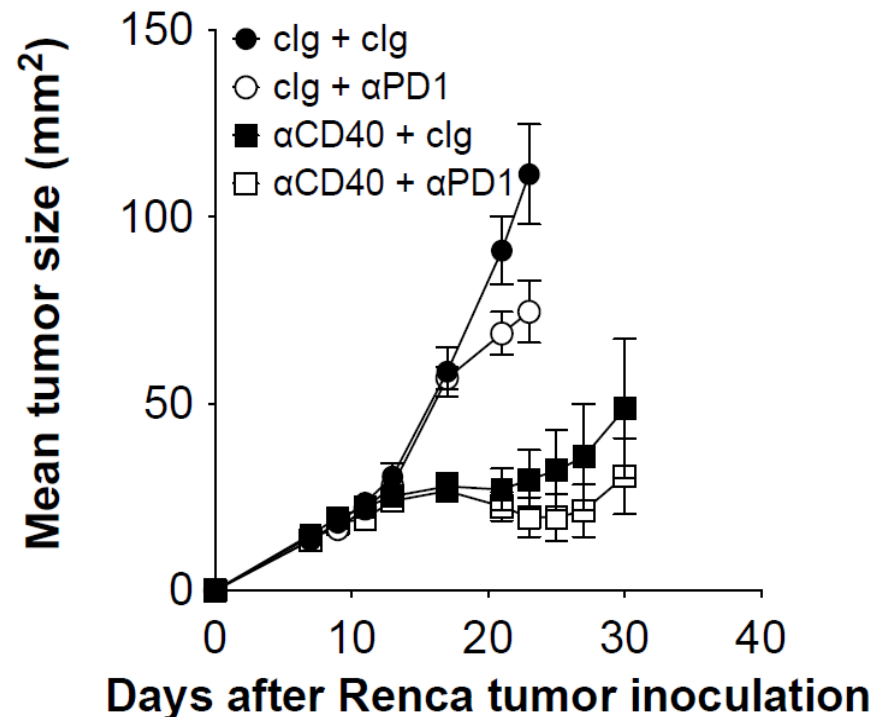 Mean tumor size (mm²)
150
100
50
0
cIg + cIg
cIg + αPD1
αCD40 + cIg
αCD40 + αPD1
0 10 20 30 40
Days after Renca tumor inoculation